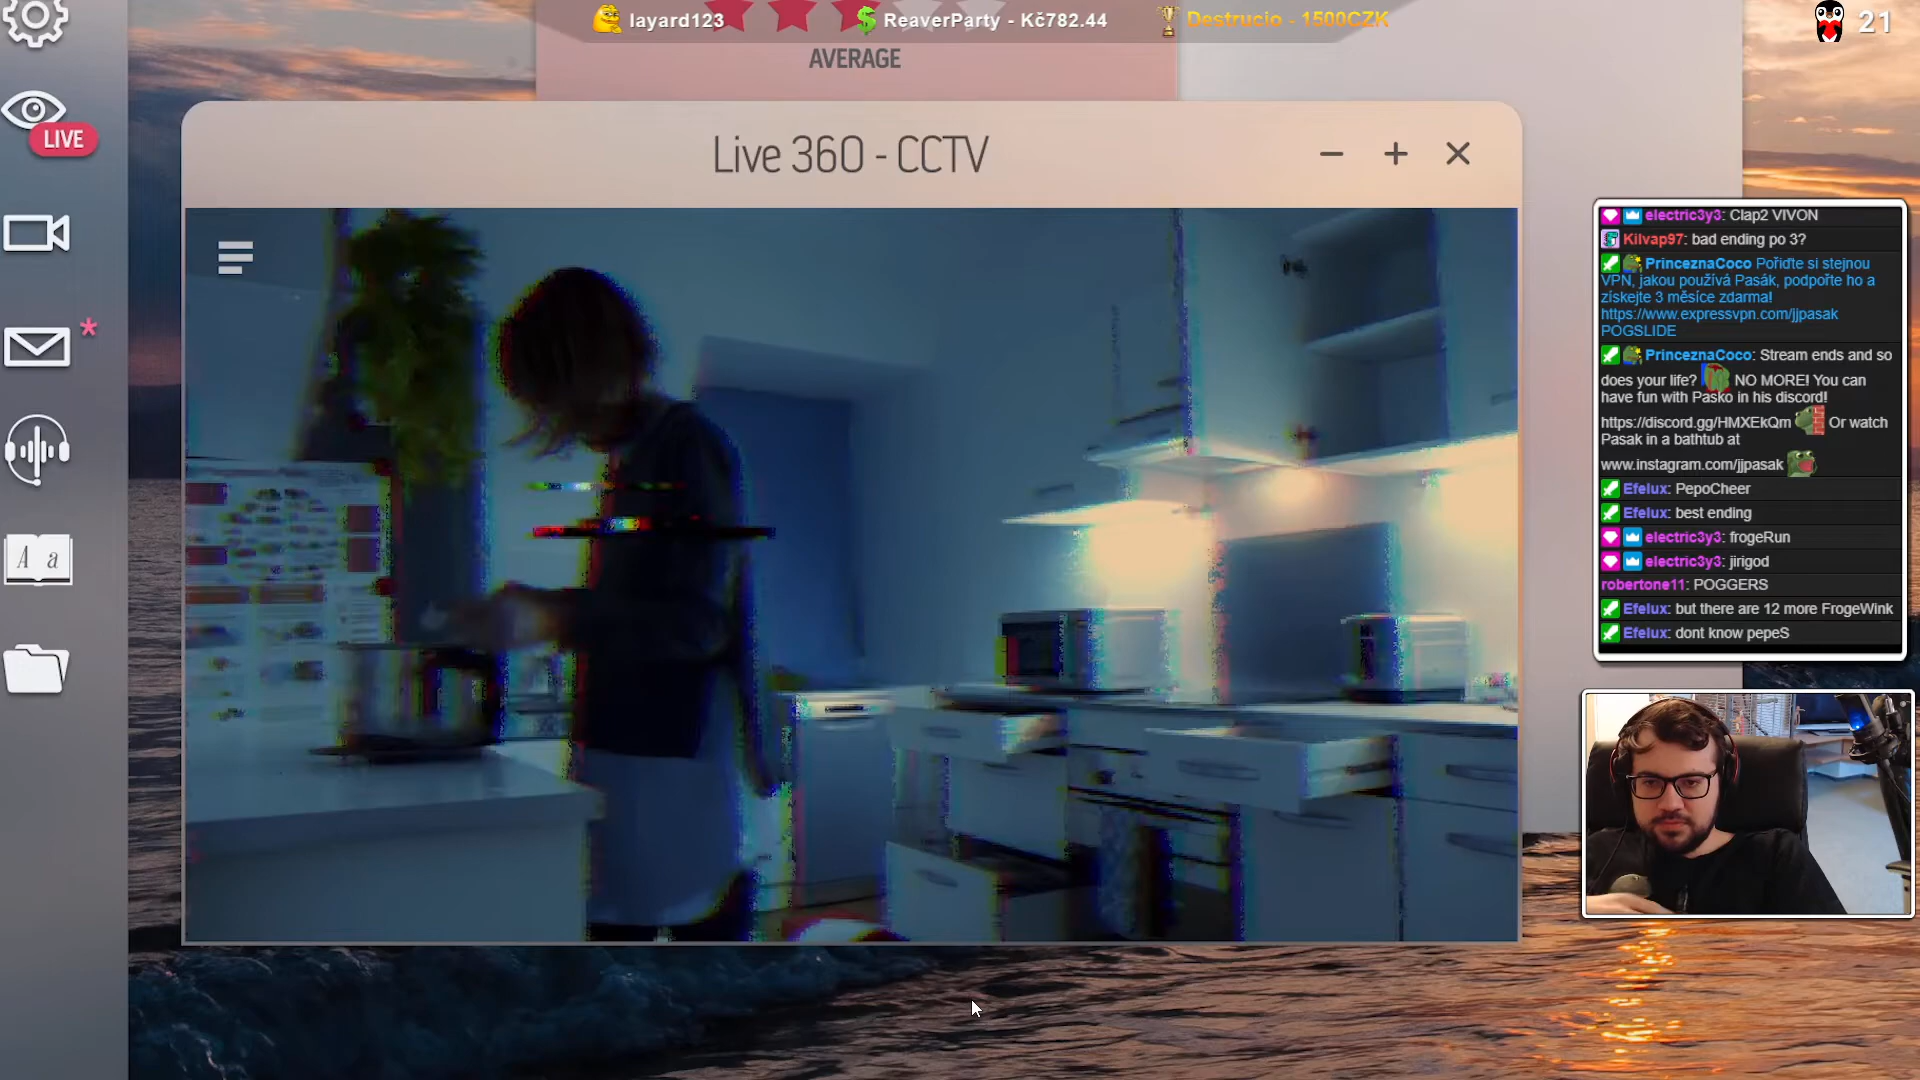 layard123
ReaverParty - Kč782.44
Destrucio - 1500CZK
21
AVERAGE
LIVE
Live 360 - CCTV
A a
electric3y3: Clap2 VIVON
Kilvap97: bad ending po 3?
PrinceznaCoco Pořiďte si stejnou
VPN, jakou používá Pasák, podpořte ho a
získejte 3 měsíce zdarma!
https://www.expressvpn.com/jjpasak
POGSLIDE
PrinceznaCoco: Stream ends and so
does your life? NO MORE! You can
have fun with Pasko in his discord!
https://discord.gg/HMXEkQm Or watch
Pasak in a bathtub at
www.instagram.com/jjpasak
Efelux: PepoCheer
Efelux: best ending
electric3y3: frogeRun
electric3y3: jirigod
robertone11: POGGERS
Efelux: but there are 12 more FrogeWink
Efelux: dont know pepeS